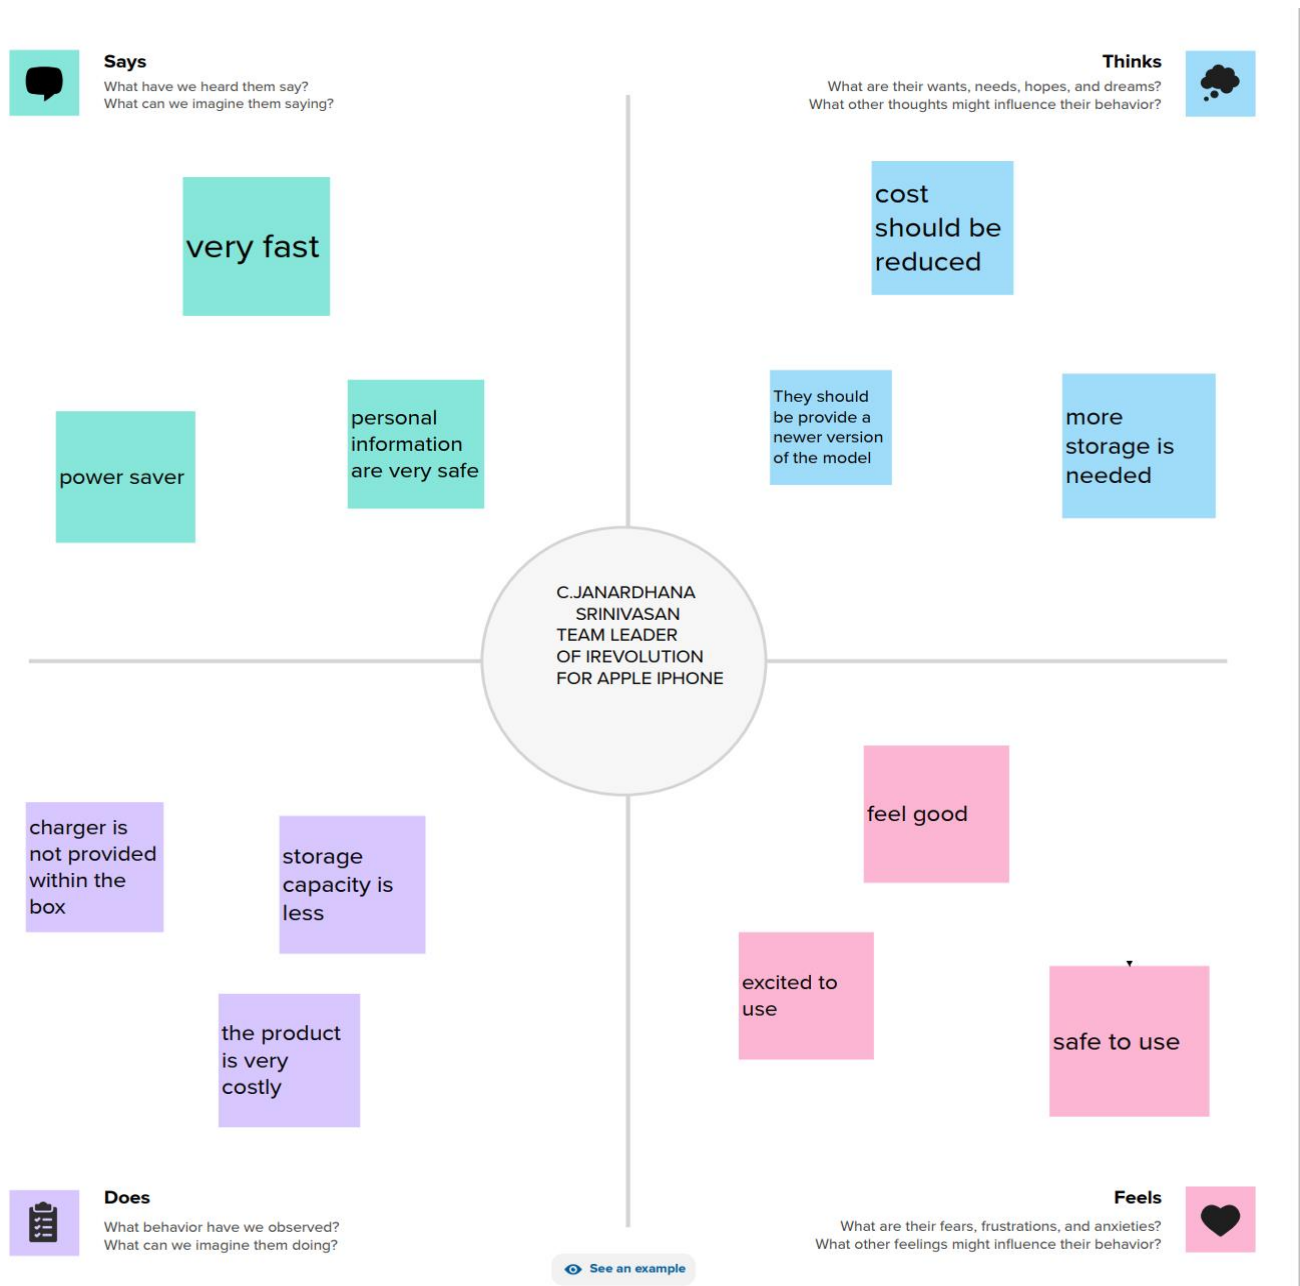 Says
What have we heard them say?
What can we imagine them saying?
Thinks
What are their wants, needs, hopes, and dreams?
What other thoughts might influence their behavior?
very fast
power saver
personal
information
are very safe
cost
should be
reduced
They should
be provide a
newer version
of the model
more
storage is
needed
C.JANARDHANA
SRINIVASAN
TEAM LEADER
OF IREVOLUTION
FOR APPLE IPHONE
charger is
not provided
within the
box
storage
capacity is
less
the product
is very
costly
feel good
excited to
use
safe to use
Does
What behavior have we observed?
What can we imagine them doing?
Feels
What are their fears, frustrations, and anxieties?
What other feelings might influence their behavior?
See an example